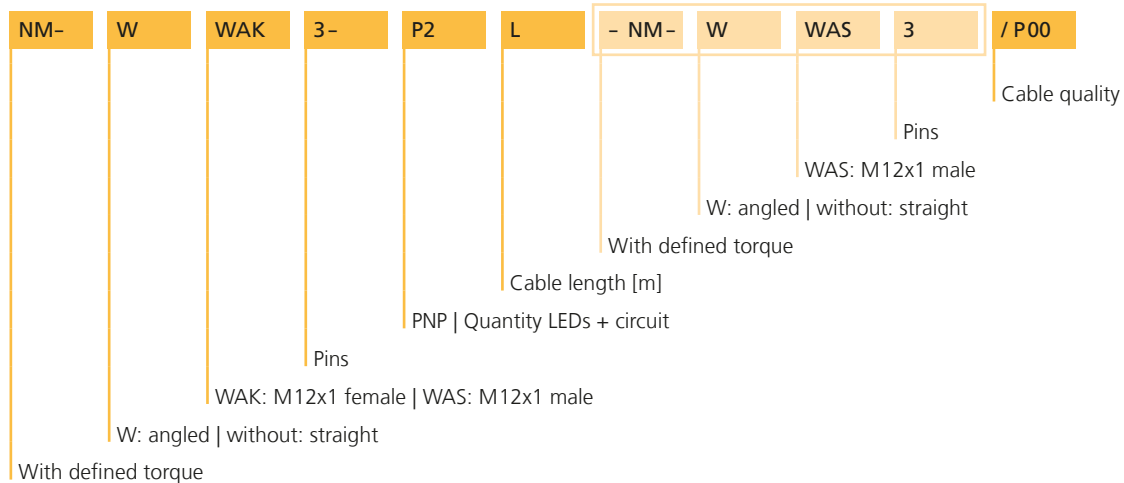 NM– W WAK 3– P2 L – NM– W WAS 3 / P00
Cable quality
Pins
WAS: M12x1 male
W: angled | without: straight
With defined torque
Cable length [m]
PNP | Quantity LEDs + circuit
Pins
WAK: M12x1 female | WAS: M12x1 male
W: angled | without: straight
With defined torque